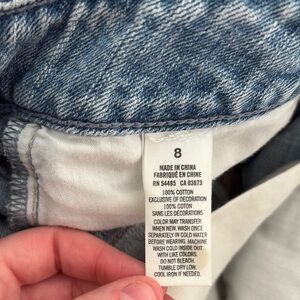 8
MADE IN CHINA
FABRIQUÉ EN CHINE
RN 54485 CA 03873
100% COTTON
EXCLUSIVE OF DECORATION
100% COTON
SANS LES DÉCORATIONS
COLOR MAY TRANSFER
WHEN NEW. WASH ONCE
SEPARATELY IN COLD WATER
BEFORE WEARING. MACHINE
WASH COLD INSIDE OUT
WITH LIKE COLORS.
DO NOT BLEACH.
TUMBLE DRY LOW.
COOL IRON IF NEEDED.